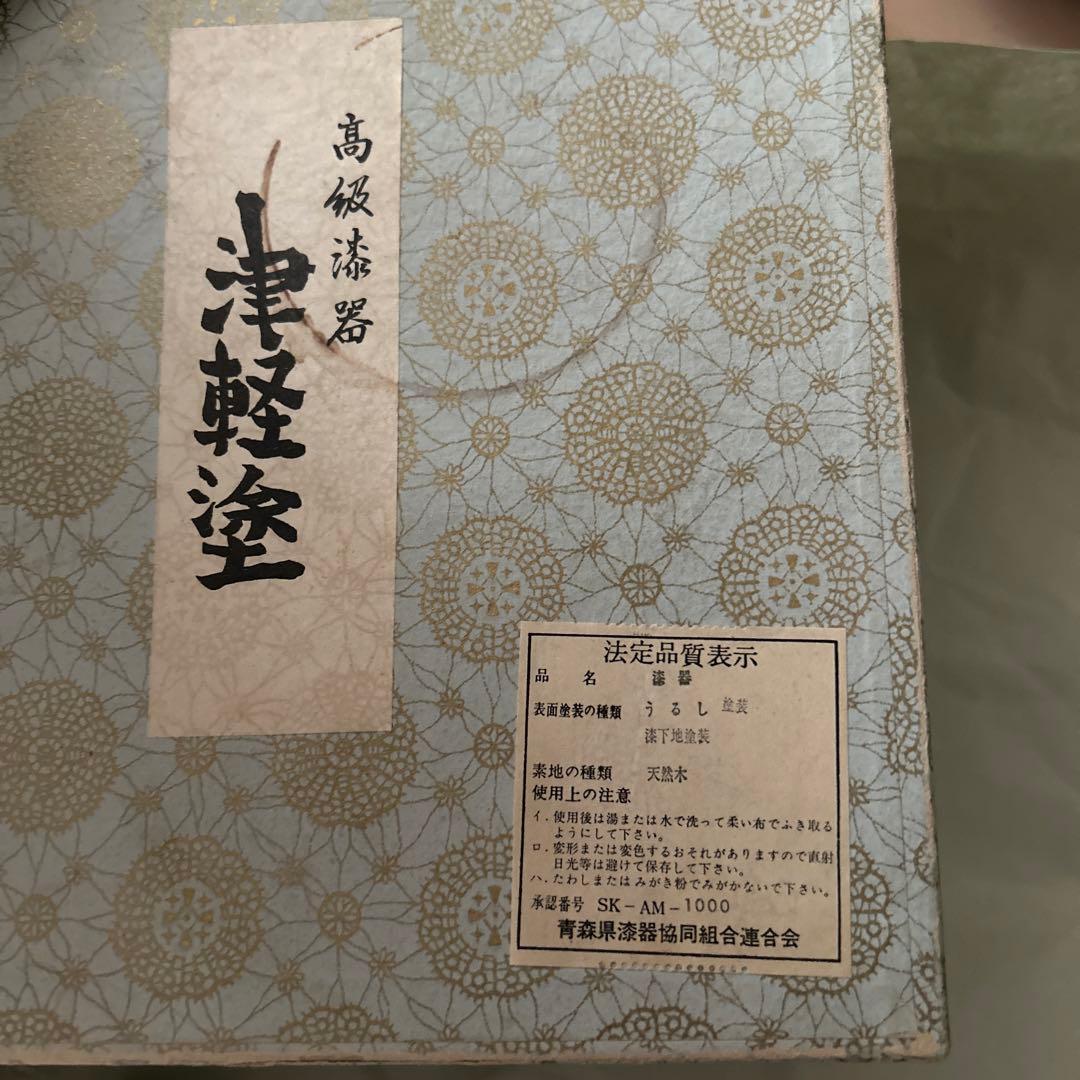 高級漆器
津軽塗
法定品質表示
品名 漆器
表面塗装の種類 うるし塗装
漆下地塗装
素地の種類 天然木
使用上の注意
イ.使用後は湯または水で洗って柔い布でふき取る
ようにして下さい。
ロ.変形または変色するおそれがありますので直射
日光等は避けて保存して下さい。
ハ.たわしまたはみがき粉でみがかないで下さい。
承認番号 SK-AM-1000
青森県漆器協同組合連合会